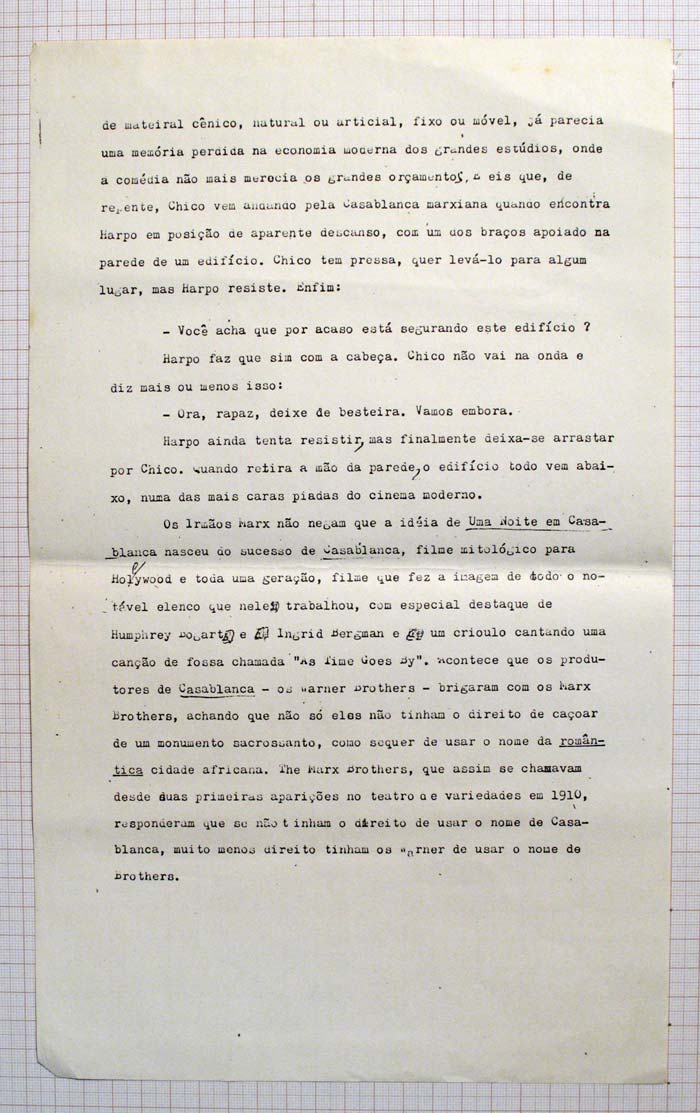 de mateiral cênico, natural ou articial, fixo ou móvel, já parecia
uma memória perdida na economia moderna dos grandes estúdios, onde
a comédia não mais merecia os grandes orçamentos, E eis que, de
repente, Chico vem andando pela Casablanca marxiana quando encontra
Harpo em posição de aparente descanso, com um dos braços apoiado na
parede de um edifício. Chico tem pressa, quer levá-lo para algum
lugar, mas Harpo resiste. Enfim:
- Você acha que por acaso está segurando este edifício ?
Harpo faz que sim com a cabeça. Chico não vai na onda e
diz mais ou menos isso:
- Ora, rapaz, deixe de besteira. Vamos embora.
Harpo ainda tenta resistir, mas finalmente deixa-se arrastar
por Chico. Quando retira a mão da parede, o edifício todo vem abai-
xo, numa das mais caras piadas do cinema moderno.
Os Irmãos Marx não negam que a idéia de Uma Noite em Casa-
blanca nasceu do sucesso de Casablanca, filme mitológico para
Hollywood e toda uma geração, filme que fez a imagem de todo o no-
tável elenco que nele trabalhou, com especial destaque de
Humphrey Bogart e Ingrid Bergman e um crioulo cantando uma
canção de fossa chamada "As Time Goes By". Acontece que os produ-
tores de Casablanca - os Warner Brothers - brigaram com os Marx
Brothers, achando que não só eles não tinham o direito de caçoar
de um monumento sacrossanto, como sequer de usar o nome da român-
tica cidade africana. The Marx Brothers, que assim se chamavam
desde suas primeiras aparições no teatro de variedades em 1910,
responderam que se não t inham o direito de usar o nome de Casa-
blanca, muito menos direito tinham os Warner de usar o nome de
Brothers.